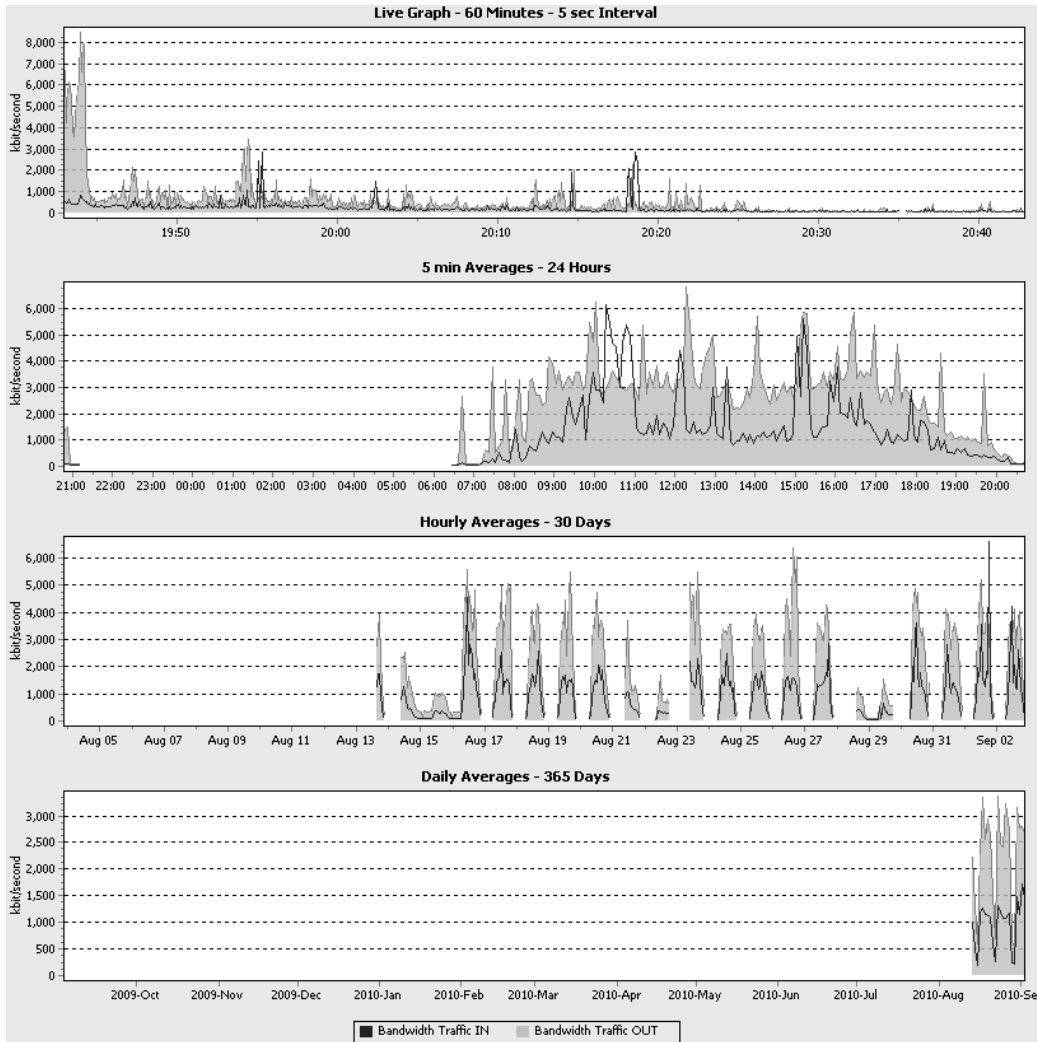 Live Graph - 60 Minutes - 5 sec Interval
kbit/second
8,000
7,000
6,000
5,000
4,000
3,000
2,000
1,000
0
19:50 20:00 20:10 20:20 20:30 20:40
5 min Averages - 24 Hours
kbit/second
6,000
5,000
4,000
3,000
2,000
1,000
0
21:00 22:00 23:00 00:00 01:00 02:00 03:00 04:00 05:00 06:00 07:00 08:00 09:00 10:00 11:00 12:00 13:00 14:00 15:00 16:00 17:00 18:00 19:00 20:00
Hourly Averages - 30 Days
kbit/second
6,000
5,000
4,000
3,000
2,000
1,000
0
Aug 05 Aug 07 Aug 09 Aug 11 Aug 13 Aug 15 Aug 17 Aug 19 Aug 21 Aug 23 Aug 25 Aug 27 Aug 29 Aug 31 Sep 02
Daily Averages - 365 Days
kbit/second
3,000
2,500
2,000
1,500
1,000
500
0
2009-Oct 2009-Nov 2009-Dec 2010-Jan 2010-Feb 2010-Mar 2010-Apr 2010-May 2010-Jun 2010-Jul 2010-Aug 2010-Se
Bandwidth Traffic IN Bandwidth Traffic OUT